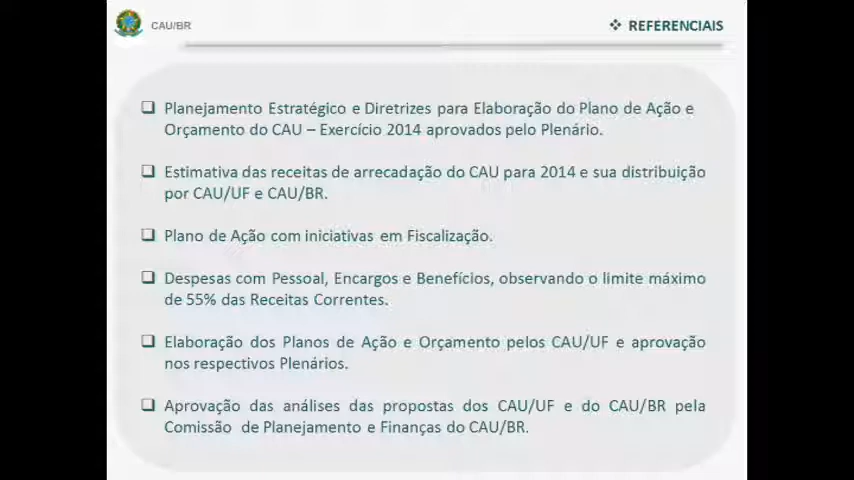 CAU/BR
❖ REFERENCIAIS
❑ Planejamento Estratégico e Diretrizes para Elaboração do Plano de Ação e
Orçamento do CAU – Exercício 2014 aprovados pelo Plenário.
❑ Estimativa das receitas de arrecadação do CAU para 2014 e sua distribuição
por CAU/UF e CAU/BR.
❑ Plano de Ação com iniciativas em Fiscalização.
❑ Despesas com Pessoal, Encargos e Benefícios, observando o limite máximo
de 55% das Receitas Correntes.
❑ Elaboração dos Planos de Ação e Orçamento pelos CAU/UF e aprovação
nos respectivos Plenários.
❑ Aprovação das análises das propostas dos CAU/UF e do CAU/BR pela
Comissão de Planejamento e Finanças do CAU/BR.